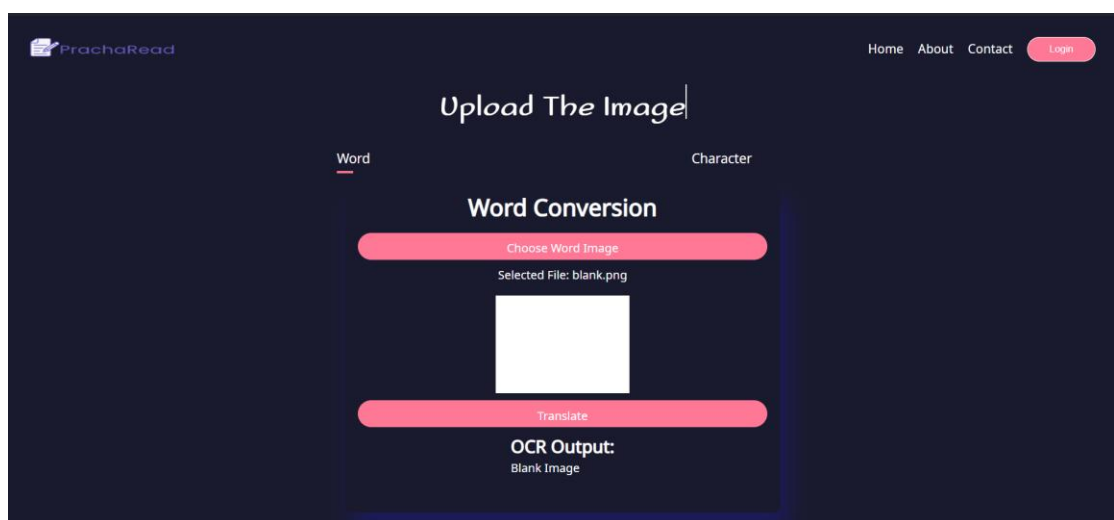 PrachaRead
Home About Contact Login
Upload The Image
Word Character
Word Conversion
Choose Word Image
Selected File: blank.png
Translate
OCR Output:
Blank Image